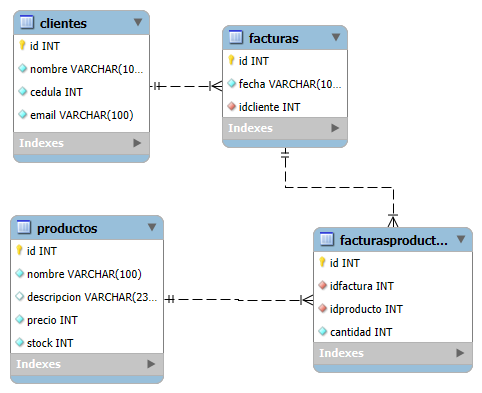 clientes
id INT
nombre VARCHAR(10...
cedula INT
email VARCHAR(100)
Indexes
facturas
id INT
fecha VARCHAR(10...
idcliente INT
Indexes
productos
id INT
nombre VARCHAR(100)
descripcion VARCHAR(23...
precio INT
stock INT
Indexes
facturasproduct...
id INT
idfactura INT
idproducto INT
cantidad INT
Indexes